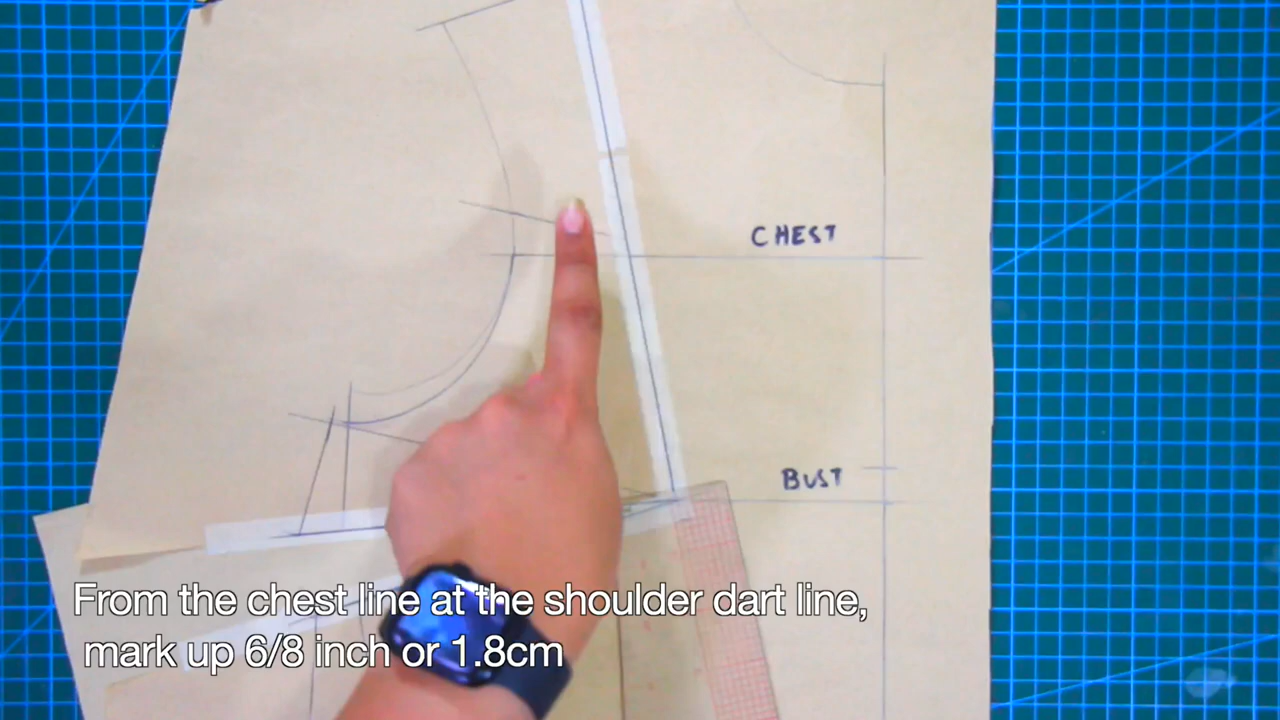 CHEST
BUST
From the chest line at the shoulder dart line,
mark up 6/8 inch or 1.8cm